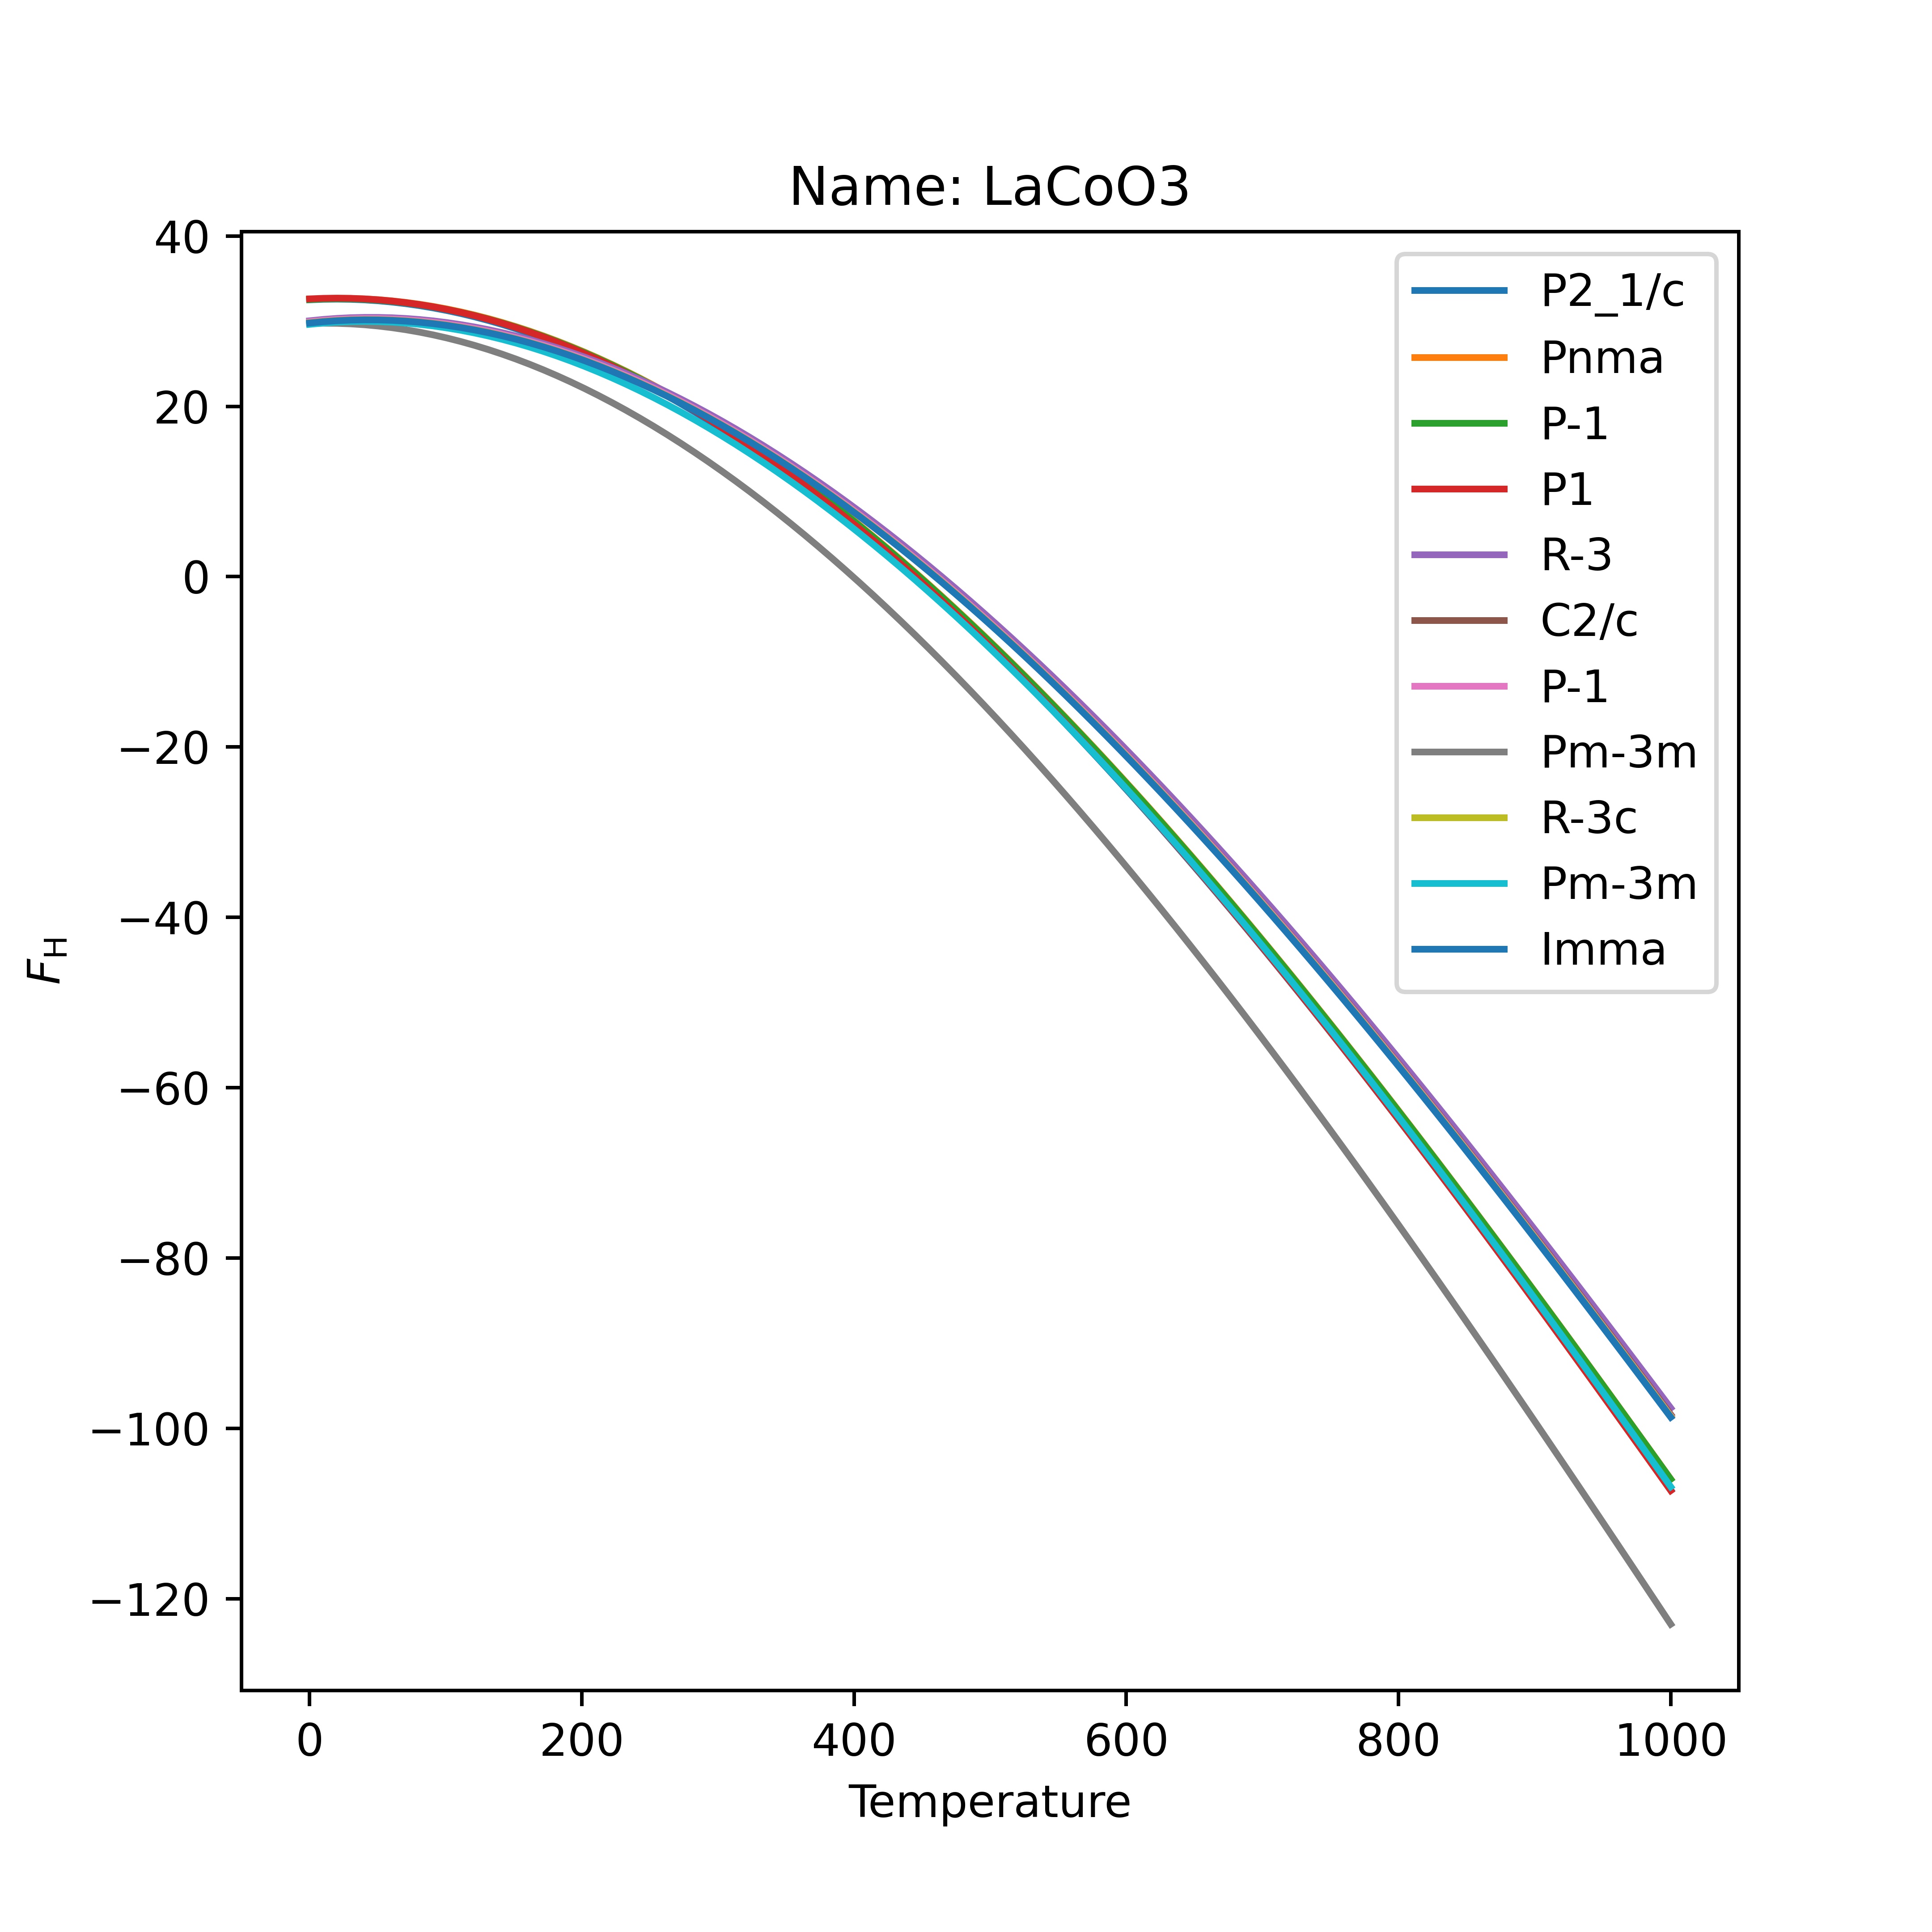 Name: LaCoO3
40
20
0
−20
−40
−60
−80
−100
−120
F_H
P2_1/c
Pnma
P-1
P1
R-3
C2/c
P-1
Pm-3m
R-3c
Pm-3m
Imma
0 200 400 600 800 1000
Temperature